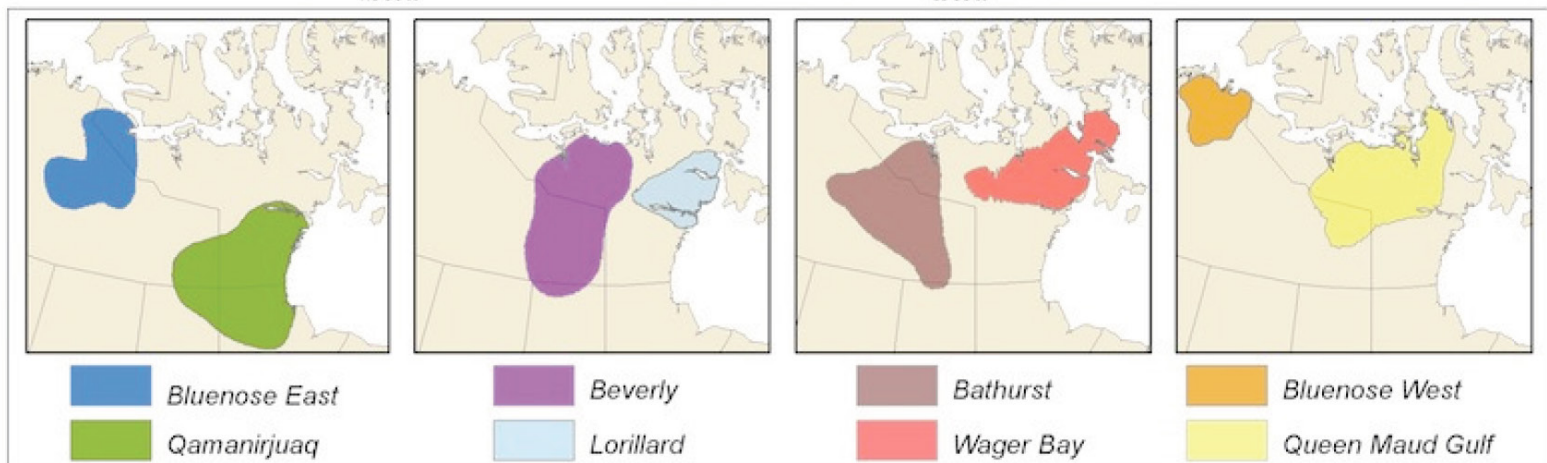 Bluenose East
Beverly
Bathurst
Bluenose West
Qamanirjuaq
Lorillard
Wager Bay
Queen Maud Gulf